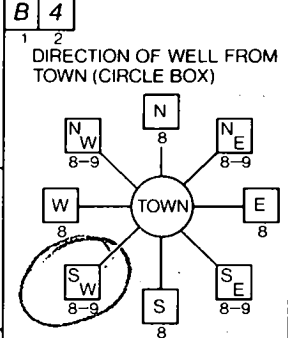 B 4
1 2
DIRECTION OF WELL FROM
TOWN (CIRCLE BOX)
N
8
NW
8-9
NE
8-9
W
8
TOWN
E
8
SW
8-9
SE
8-9
S
8